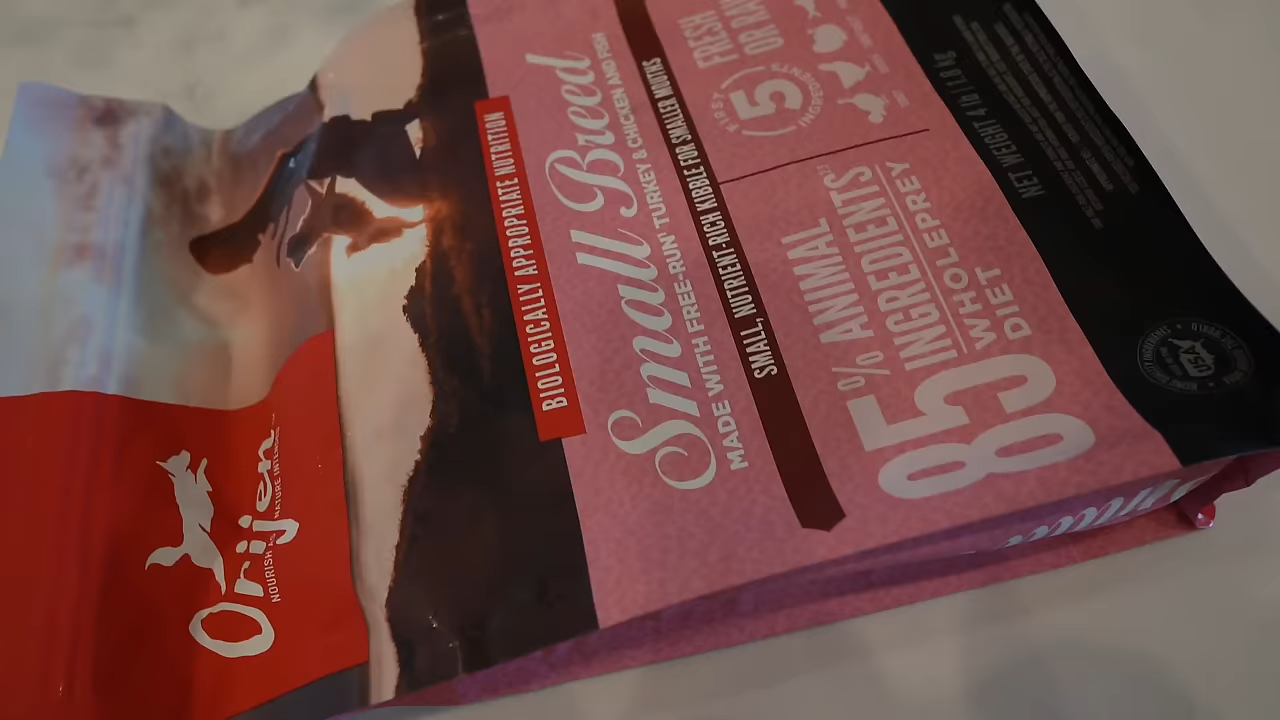 Orijen
NOURISH AS NATURE INTENDED
BIOLOGICALLY APPROPRIATE NUTRITION
Small Breed
MADE WITH FREE-RUN TURKEY & CHICKEN AND FISH
SMALL, NUTRIENT-RICH KIBBLE FOR SMALLER MOUTHS
85% ANIMAL
INGREDIENTS
WHOLEPREY
DIET
FIRST
5
INGREDIENTS
FRESH
OR RAW
NET WEIGHT 4 lb | 1.8 kg
USA